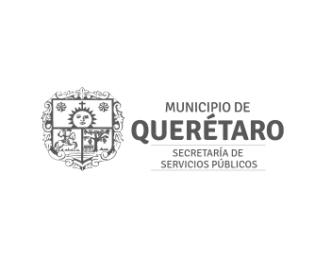 MUNICIPIO DE
QUERÉTARO
SECRETARÍA DE
SERVICIOS PÚBLICOS